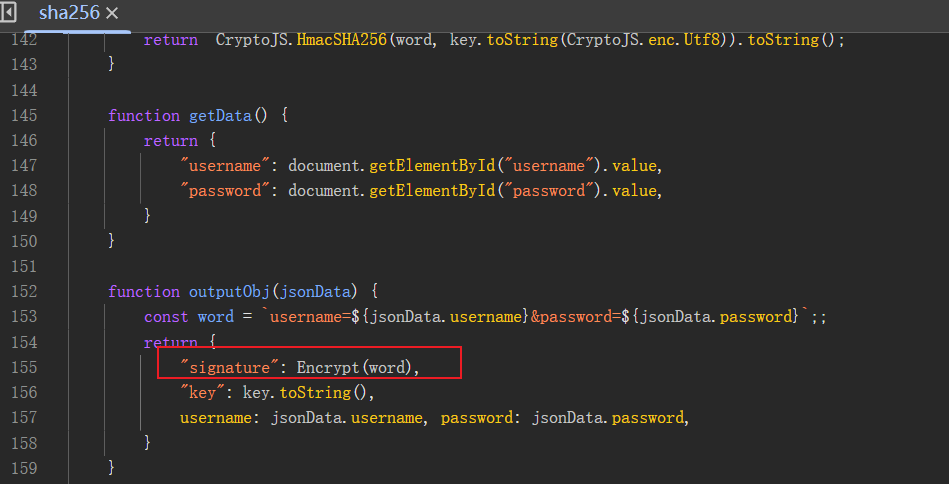 sha256
142 return CryptoJS.HmacSHA256(word, key.toString(CryptoJS.enc.Utf8)).toString();
143 }
144
145 function getData() {
146 return {
147 "username": document.getElementById("username").value,
148 "password": document.getElementById("password").value,
149 }
150 }
151
152 function outputObj(jsonData) {
153 const word = `username=${jsonData.username}&password=${jsonData.password}`;;
154 return {
155 "signature": Encrypt(word),
156 "key": key.toString(),
157 username: jsonData.username, password: jsonData.password,
158 }
159 }